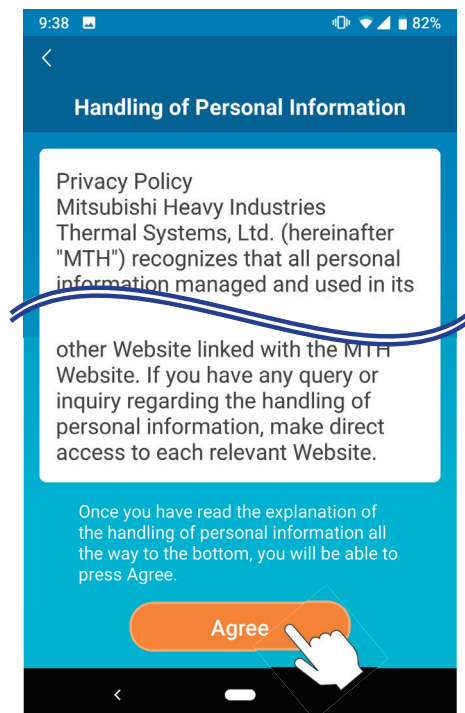 9:38 82%
Handling of Personal Information
Privacy Policy
Mitsubishi Heavy Industries
Thermal Systems, Ltd. (hereinafter
"MTH") recognizes that all personal
information managed and used in its
other Website linked with the MTH
Website. If you have any query or
inquiry regarding the handling of
personal information, make direct
access to each relevant Website.
Once you have read the explanation of
the handling of personal information all
the way to the bottom, you will be able to
press Agree.
Agree